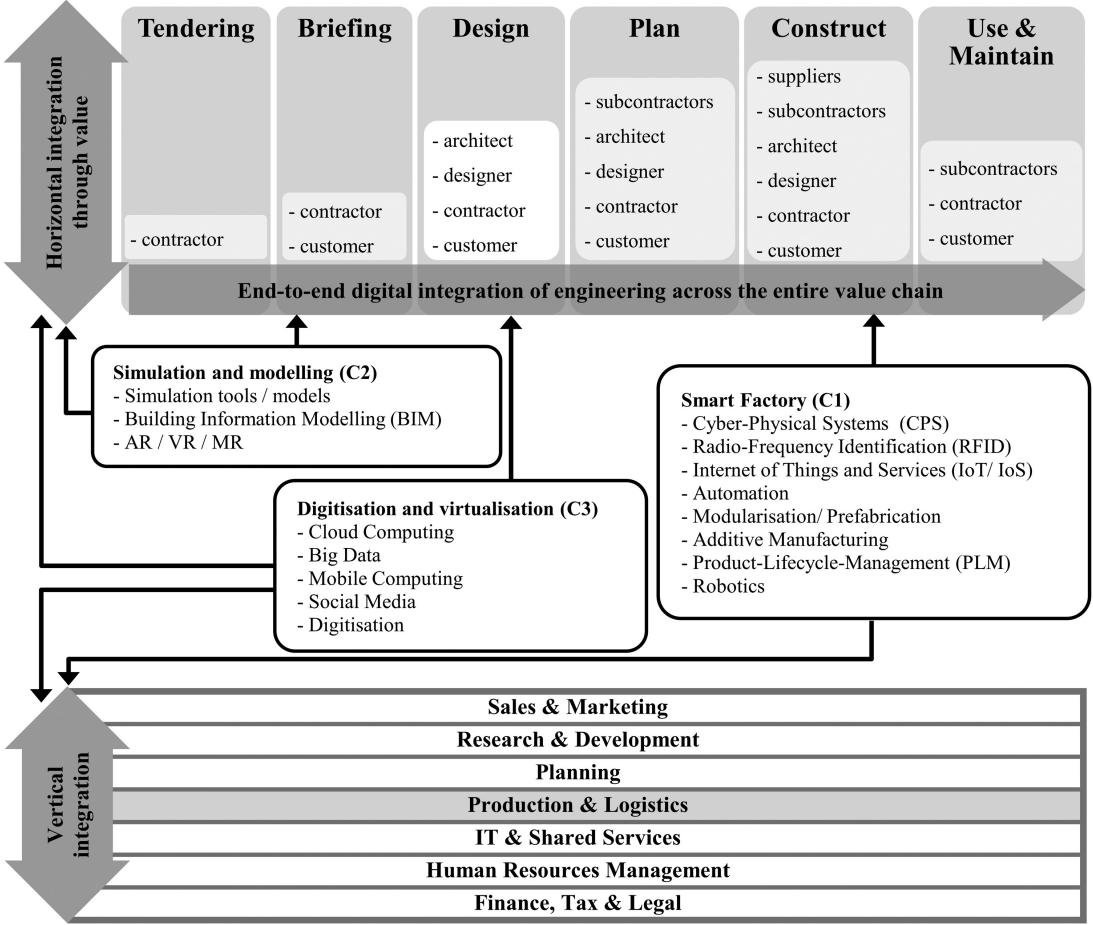 Horizontal integration
through value
Tendering
- contractor
Briefing
- contractor
- customer
Design
- architect
- designer
- contractor
- customer
Plan
- subcontractors
- architect
- designer
- contractor
- customer
Construct
- suppliers
- subcontractors
- architect
- designer
- contractor
- customer
Use &
Maintain
- subcontractors
- contractor
- customer
End-to-end digital integration of engineering across the entire value chain
Simulation and modelling (C2)
- Simulation tools / models
- Building Information Modelling (BIM)
- AR / VR / MR
Digitisation and virtualisation (C3)
- Cloud Computing
- Big Data
- Mobile Computing
- Social Media
- Digitisation
Smart Factory (C1)
- Cyber-Physical Systems (CPS)
- Radio-Frequency Identification (RFID)
- Internet of Things and Services (IoT/ IoS)
- Automation
- Modularisation/ Prefabrication
- Additive Manufacturing
- Product-Lifecycle-Management (PLM)
- Robotics
Vertical
integration
Sales & Marketing
Research & Development
Planning
Production & Logistics
IT & Shared Services
Human Resources Management
Finance, Tax & Legal